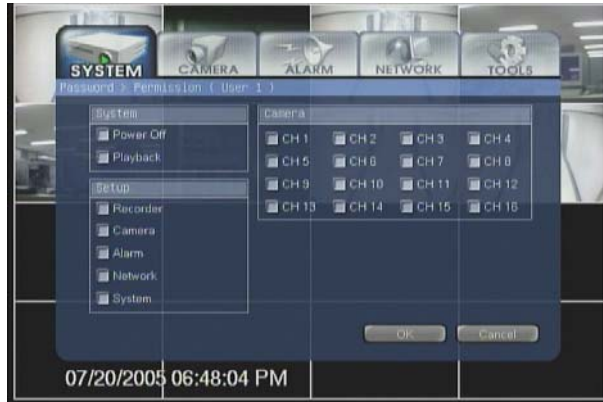 SYSTEM CAMERA ALARM NETWORK TOOLS
Password > Permission ( User 1 )
System
Power Off
Playback
Setup
Recorder
Camera
Alarm
Network
System
Camera
CH 1 CH 2 CH 3 CH 4
CH 5 CH 6 CH 7 CH 8
CH 9 CH 10 CH 11 CH 12
CH 13 CH 14 CH 15 CH 16
OK Cancel
07/20/2005 06:48:04 PM